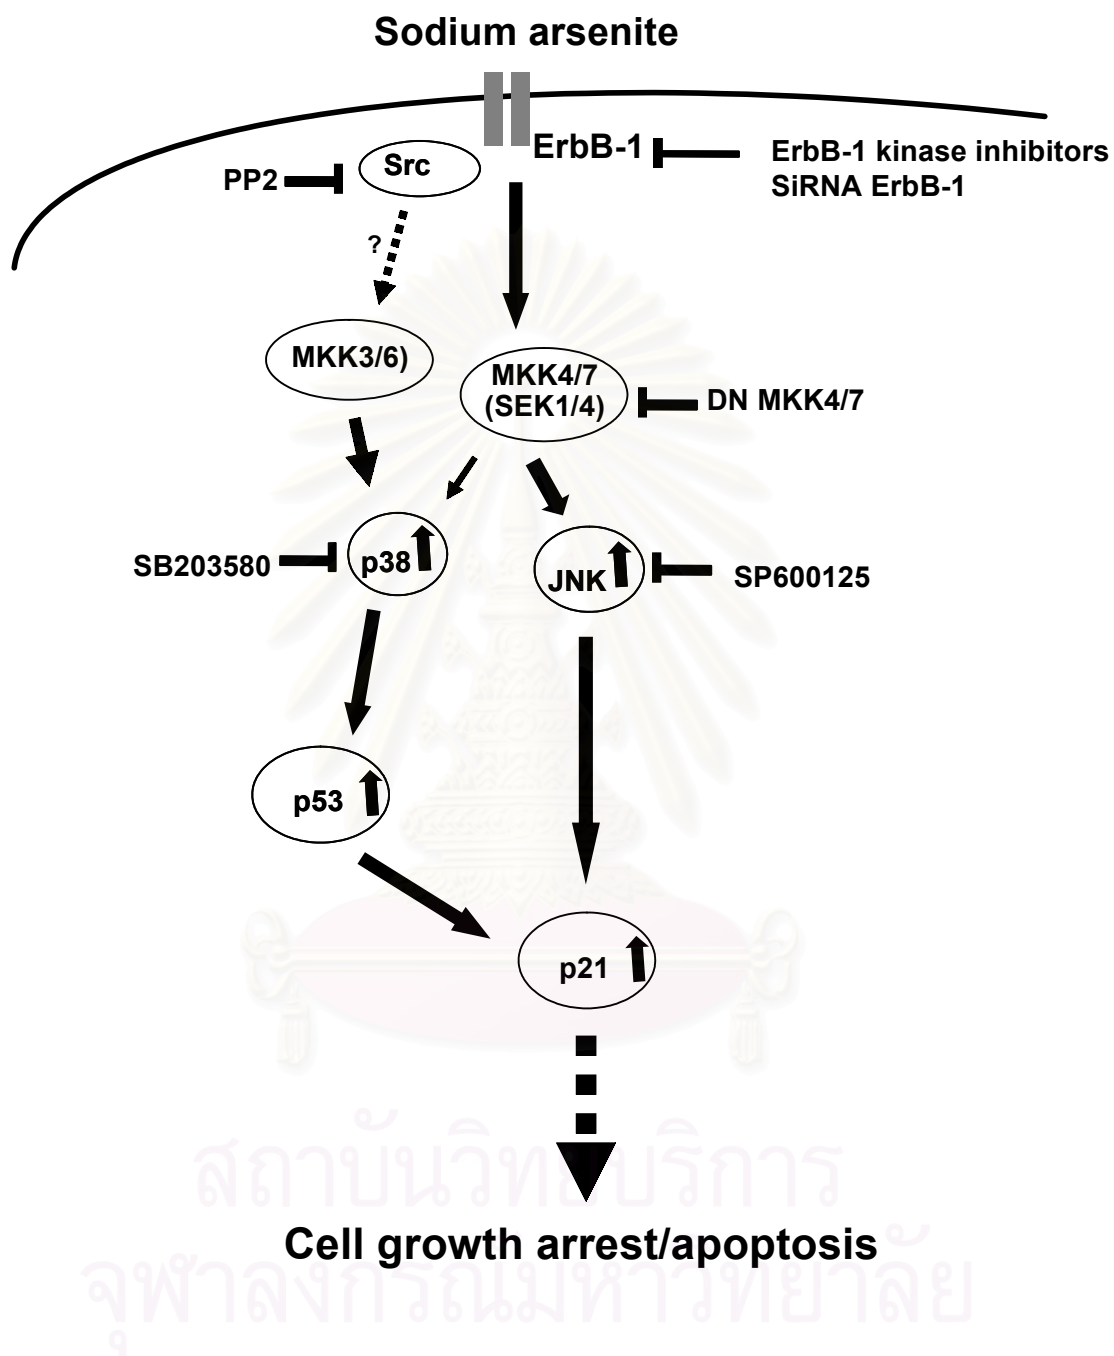 Sodium arsenite
ErbB-1
ErbB-1 kinase inhibitors
SiRNA ErbB-1
PP2
Src
?
MKK3/6)
MKK4/7
(SEK1/4)
DN MKK4/7
SB203580
p38
JNK
SP600125
p53
p21
สถาบันวิทยบริการ
Cell growth arrest/apoptosis
จุฬาลงกรณ์มหาวิทยาลัย